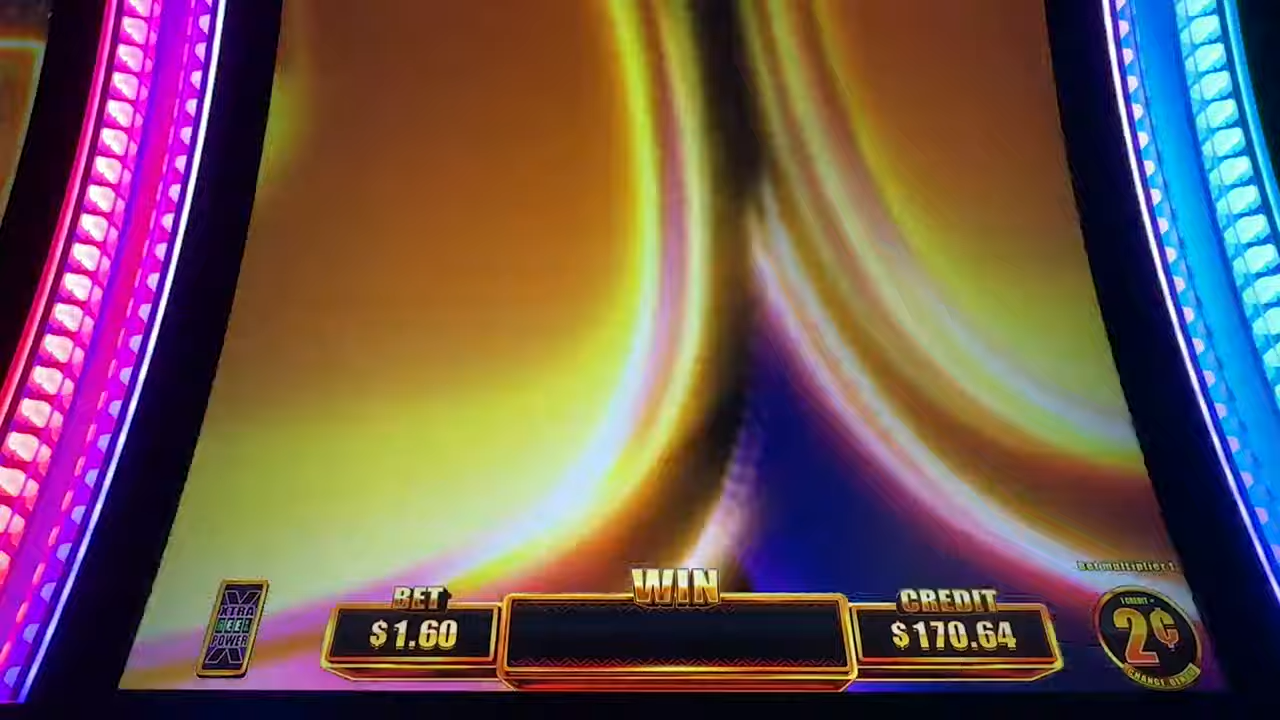 Bet multiplier 1
XTRA
REEL
POWER
BET
$1.60
WIN
CREDIT
$170.64
1 CREDIT =
2¢
CHANGE DENOM